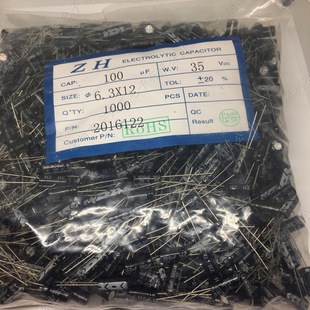 ZH ELECTROLYTIC CAPACITOR
CAP: 100 μF W.V: 35 VDC
SIZE: φ 6.3X12 TOL: ±20 %
Q'TY: 1000 PCS DATE:
P/N: 2016122 QC
Customer P/N: RoHS Result